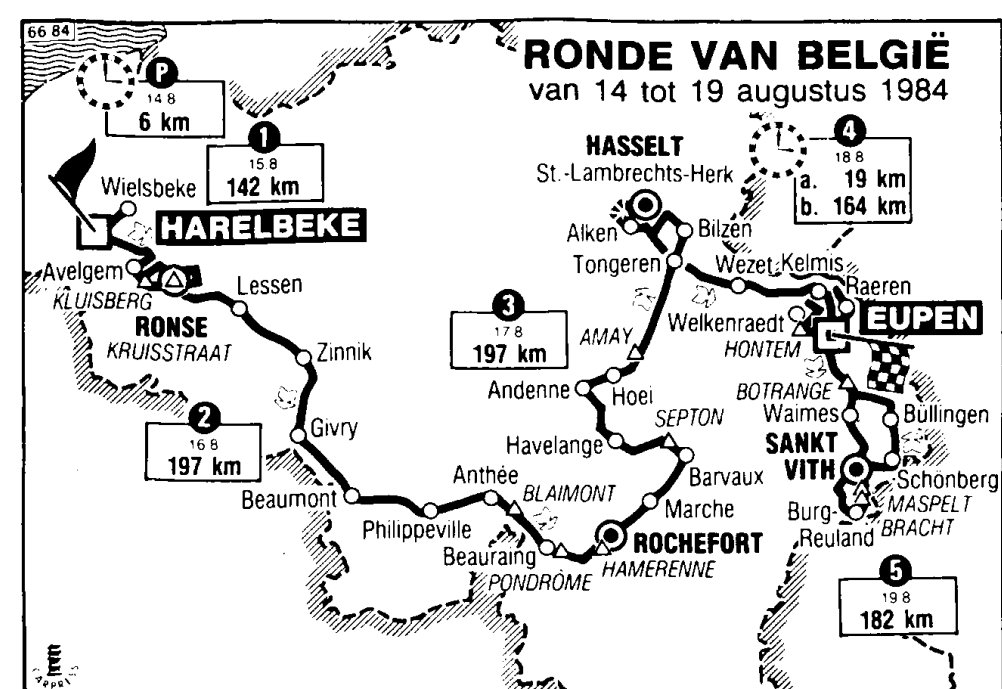 66 84
RONDE VAN BELGIË
van 14 tot 19 augustus 1984
P
14 8
6 km
1
15.8
142 km
4
18 8
a. 19 km
b. 164 km
HASSELT
St.-Lambrechts-Herk
Wielsbeke
HARELBEKE
Alken
Bilzen
Tongeren
Wezet
Kelmis
Raeren
Avelgem
KLUISBERG
Lessen
RONSE
KRUISSTRAAT
3
17 8
197 km
AMAY
Welkenraedt
HONTEM
EUPEN
Zinnik
Andenne
Hoei
BOTRANGE
Waimes
Büllingen
2
16 8
197 km
Givry
SEPTON
Havelange
SANKT
VITH
Barvaux
Schönberg
Anthée
BLAIMONT
Beaumont
Marche
MASPELT
Burg-
Reuland
BRACHT
Philippeville
Beauraing
ROCHEFORT
PONDRÔME
HAMERENNE
5
19 8
182 km